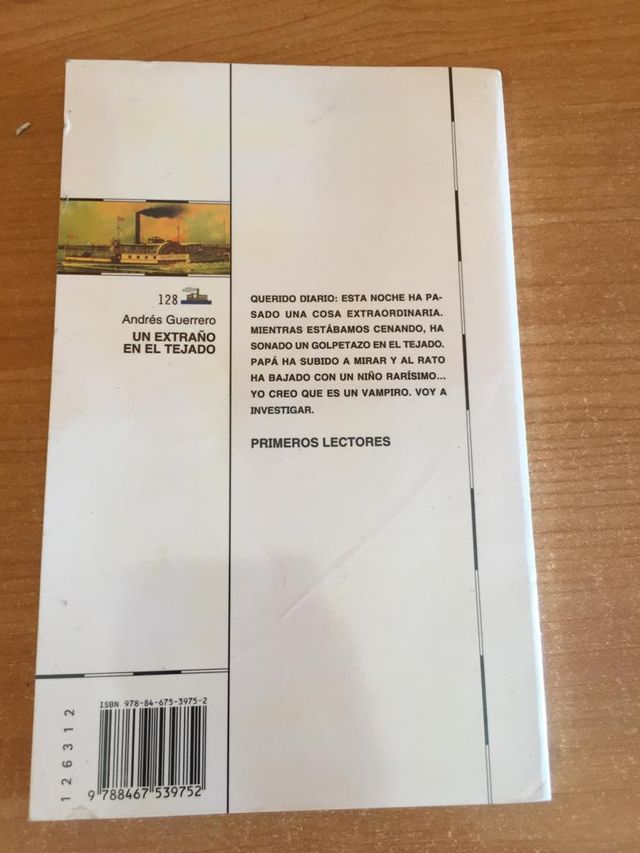 128
Andrés Guerrero
UN EXTRAÑO
EN EL TEJADO
QUERIDO DIARIO: ESTA NOCHE HA PA-
SADO UNA COSA EXTRAORDINARIA.
MIENTRAS ESTÁBAMOS CENANDO, HA
SONADO UN GOLPETAZO EN EL TEJADO.
PAPÁ HA SUBIDO A MIRAR Y AL RATO
HA BAJADO CON UN NIÑO RARÍSIMO...
YO CREO QUE ES UN VAMPIRO. VOY A
INVESTIGAR.
PRIMEROS LECTORES
ISBN 978-84-675-3975-2
126312
9 788467 539752